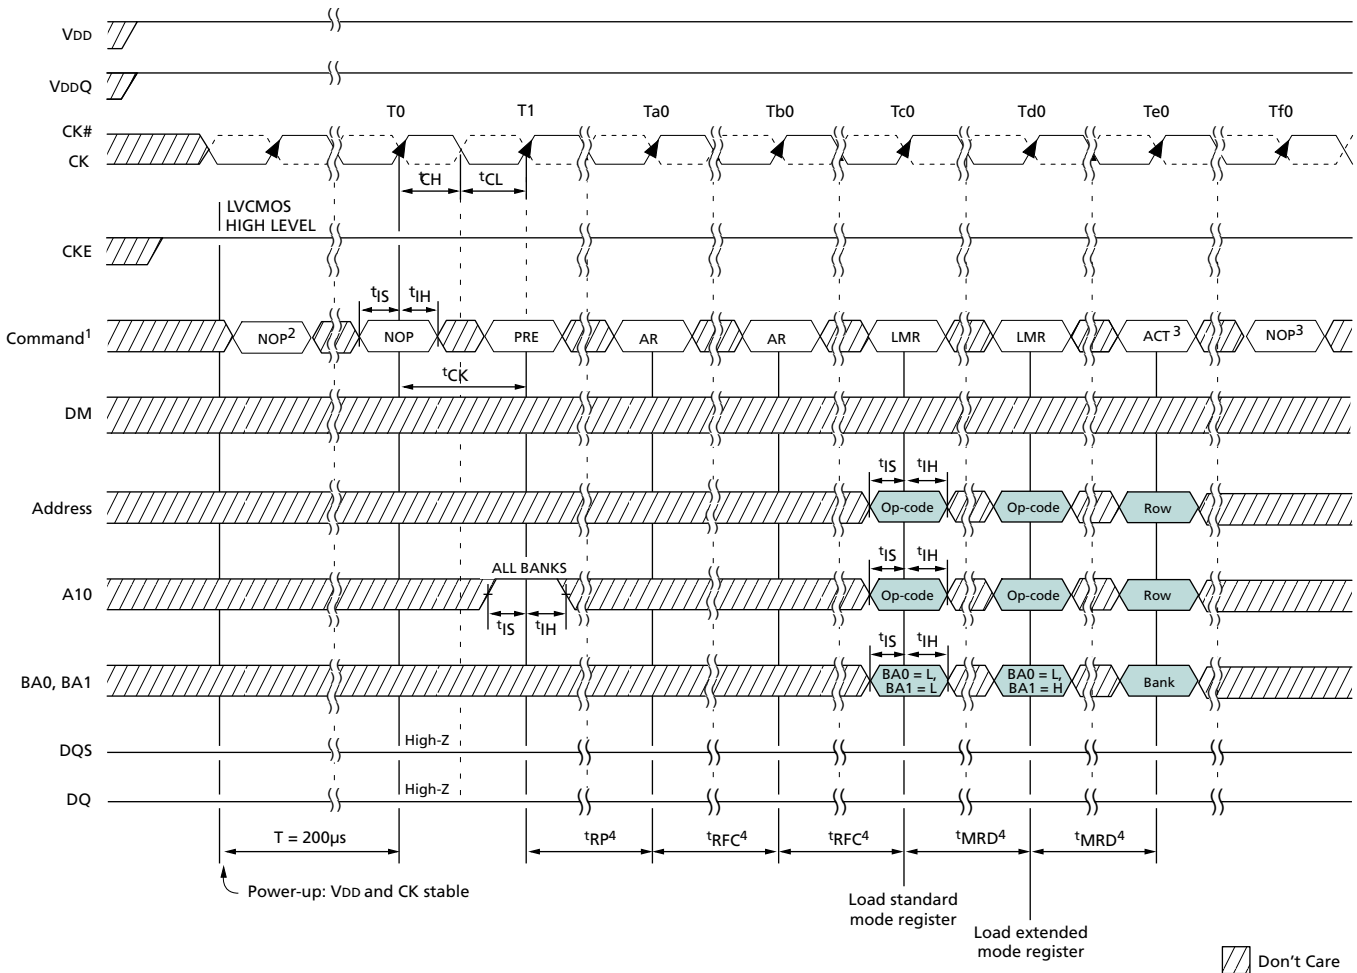 VDD
VDDQ
T0 T1 Ta0 Tb0 Tc0 Td0 Te0 Tf0
CK#
CK
tCH tCL
LVCMOS
HIGH LEVEL
CKE
tIS tIH
Command1 NOP2 NOP PRE AR AR LMR LMR ACT 3 NOP3
tCK
DM
tIS tIH
Address Op-code Op-code Row
tIS tIH
ALL BANKS
A10 Op-code Op-code Row
tIS tIH
tIS tIH
BA0, BA1 BA0 = L, BA1 = L BA0 = L, BA1 = H Bank
DQS High-Z
DQ High-Z
T = 200µs tRP4 tRFC4 tRFC4 tMRD4 tMRD4
Power-up: VDD and CK stable
Load standard
mode register
Load extended
mode register
Don't Care